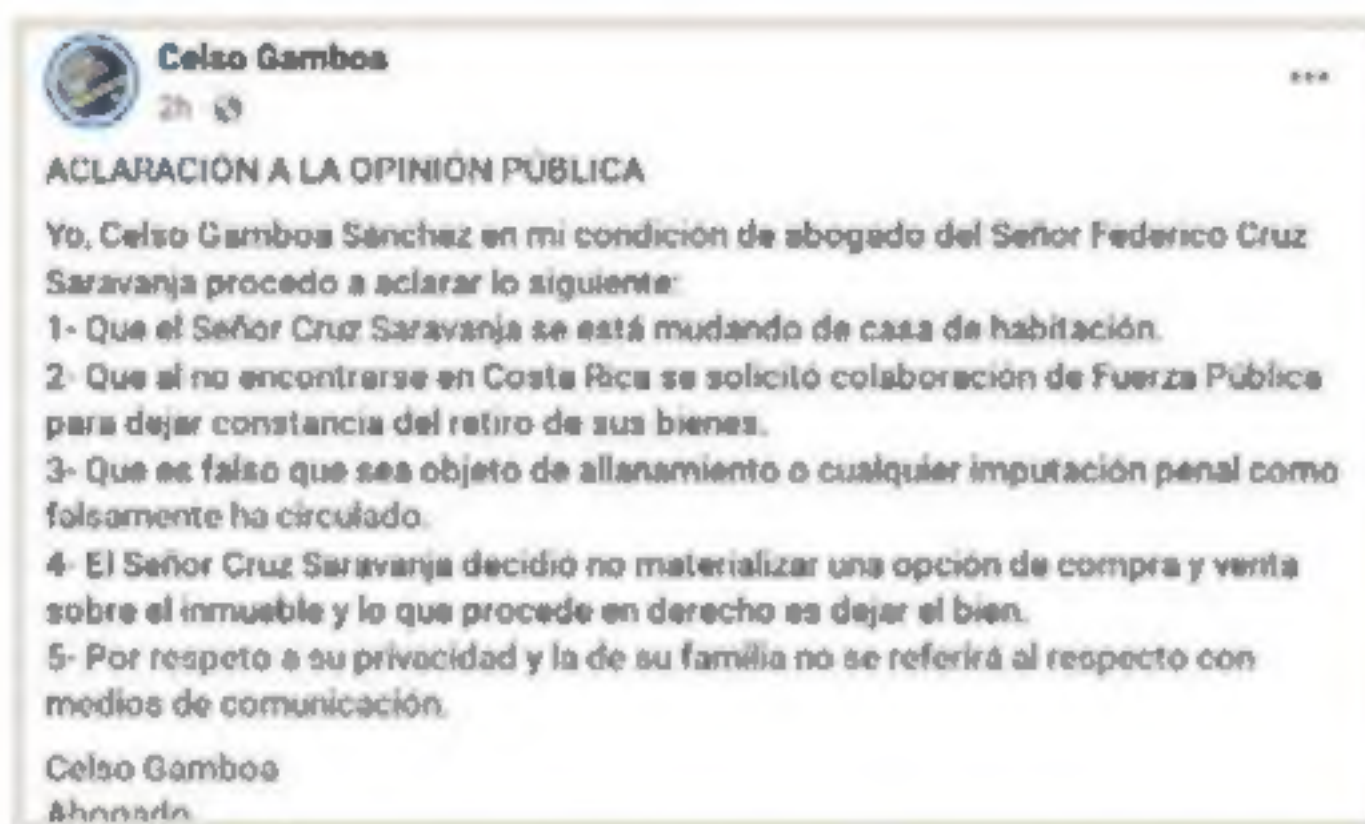 Celso Gamboa
2h
ACLARACIÓN A LA OPINIÓN PÚBLICA
Yo, Celso Gamboa Sánchez en mi condición de abogado del Señor Federico Cruz
Saravanja procedo a aclarar lo siguiente:
1- Que el Señor Cruz Saravanja se está mudando de casa de habitación.
2- Que al no encontrarse en Costa Rica se solicitó colaboración de Fuerza Pública
para dejar constancia del retiro de sus bienes.
3- Que es falso que sea objeto de allanamiento o cualquier imputación penal como
falsamente ha circulado.
4- El Señor Cruz Saravanja decidió no materializar una opción de compra y venta
sobre el inmueble y lo que procede en derecho es dejar el bien.
5- Por respeto a su privacidad y la de su familia no se referirá al respecto con
medios de comunicación.
Celso Gamboa
Abogado